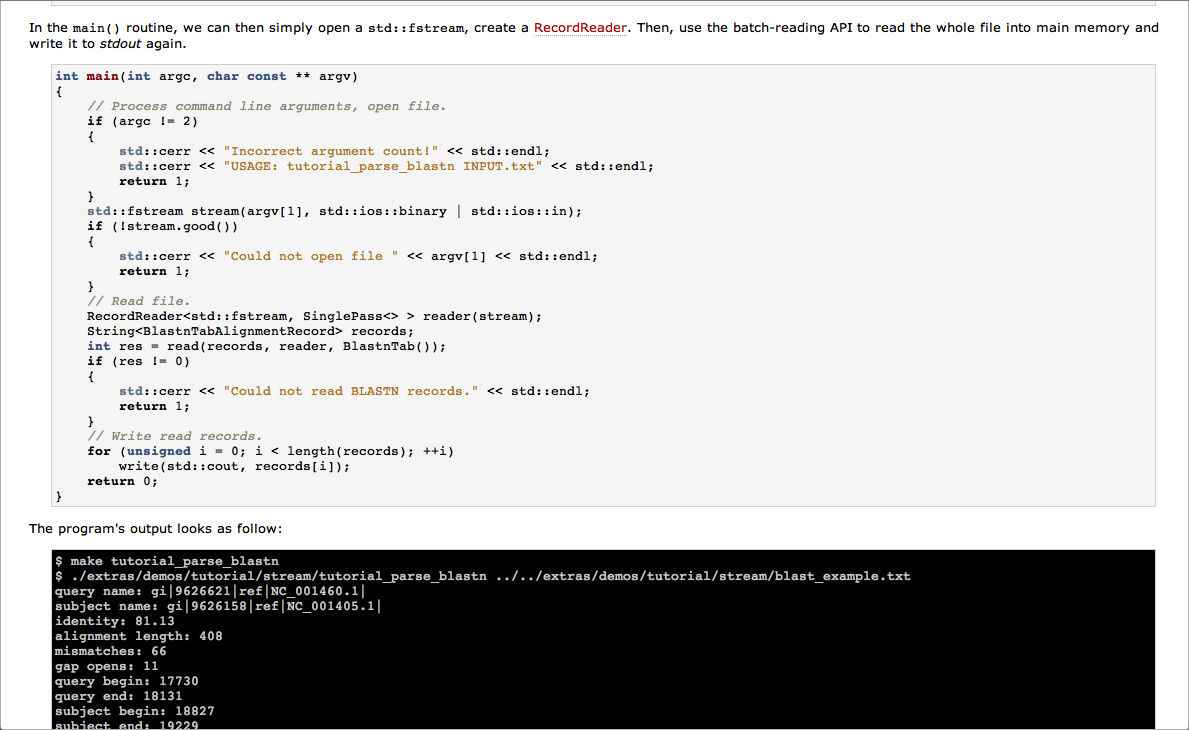 In the main() routine, we can then simply open a std::fstream, create a RecordReader. Then, use the batch-reading API to read the whole file into main memory and
write it to stdout again.
int main(int argc, char const ** argv)
{
    // Process command line arguments, open file.
    if (argc != 2)
    {
        std::cerr << "Incorrect argument count!" << std::endl;
        std::cerr << "USAGE: tutorial_parse_blastn INPUT.txt" << std::endl;
        return 1;
    }
    std::fstream stream(argv[1], std::ios::binary | std::ios::in);
    if (!stream.good())
    {
        std::cerr << "Could not open file " << argv[1] << std::endl;
        return 1;
    }
    // Read file.
    RecordReader<std::fstream, SinglePass<> > reader(stream);
    String<BlastnTabAlignmentRecord> records;
    int res = read(records, reader, BlastnTab());
    if (res != 0)
    {
        std::cerr << "Could not read BLASTN records." << std::endl;
        return 1;
    }
    // Write read records.
    for (unsigned i = 0; i < length(records); ++i)
        write(std::cout, records[i]);
    return 0;
}
The program's output looks as follow:
$ make tutorial_parse_blastn
$ ./extras/demos/tutorial/stream/tutorial_parse_blastn ../../extras/demos/tutorial/stream/blast_example.txt
query name: gi|9626621|ref|NC_001460.1|
subject name: gi|9626158|ref|NC_001405.1|
identity: 81.13
alignment length: 408
mismatches: 66
gap opens: 11
query begin: 17730
query end: 18131
subject begin: 18827
subject end: 19229